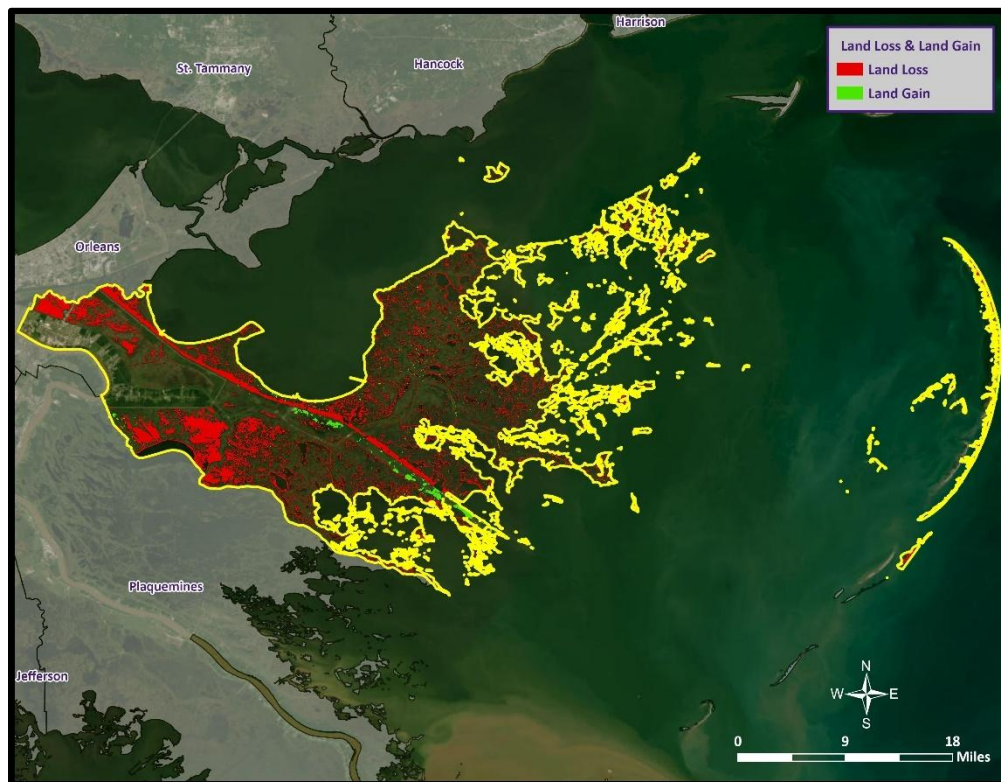 Harrison
Land Loss & Land Gain
Land Loss
Land Gain
St. Tammany
Hancock
Orleans
Plaquemines
Jefferson
N
W E
S
0 9 18
Miles